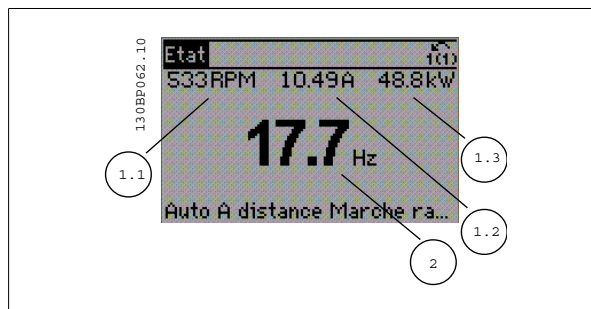 130BP062.10
Etat 1(1)
533RPM 10.49A 48.8kW
17.7 Hz
Auto A distance Marche ra...
1.1
1.3
1.2
2